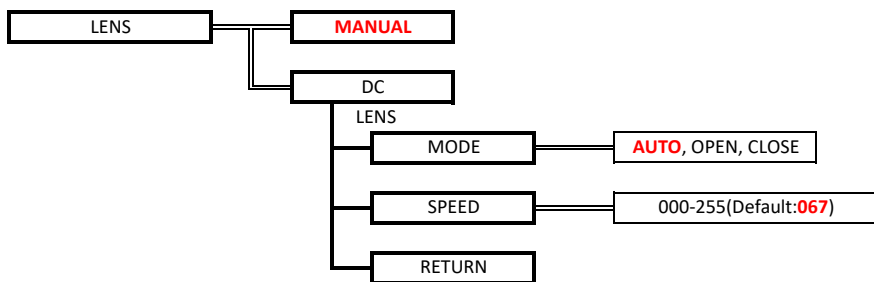 LENS MANUAL
DC
LENS
MODE AUTO, OPEN, CLOSE
SPEED 000-255(Default:067)
RETURN